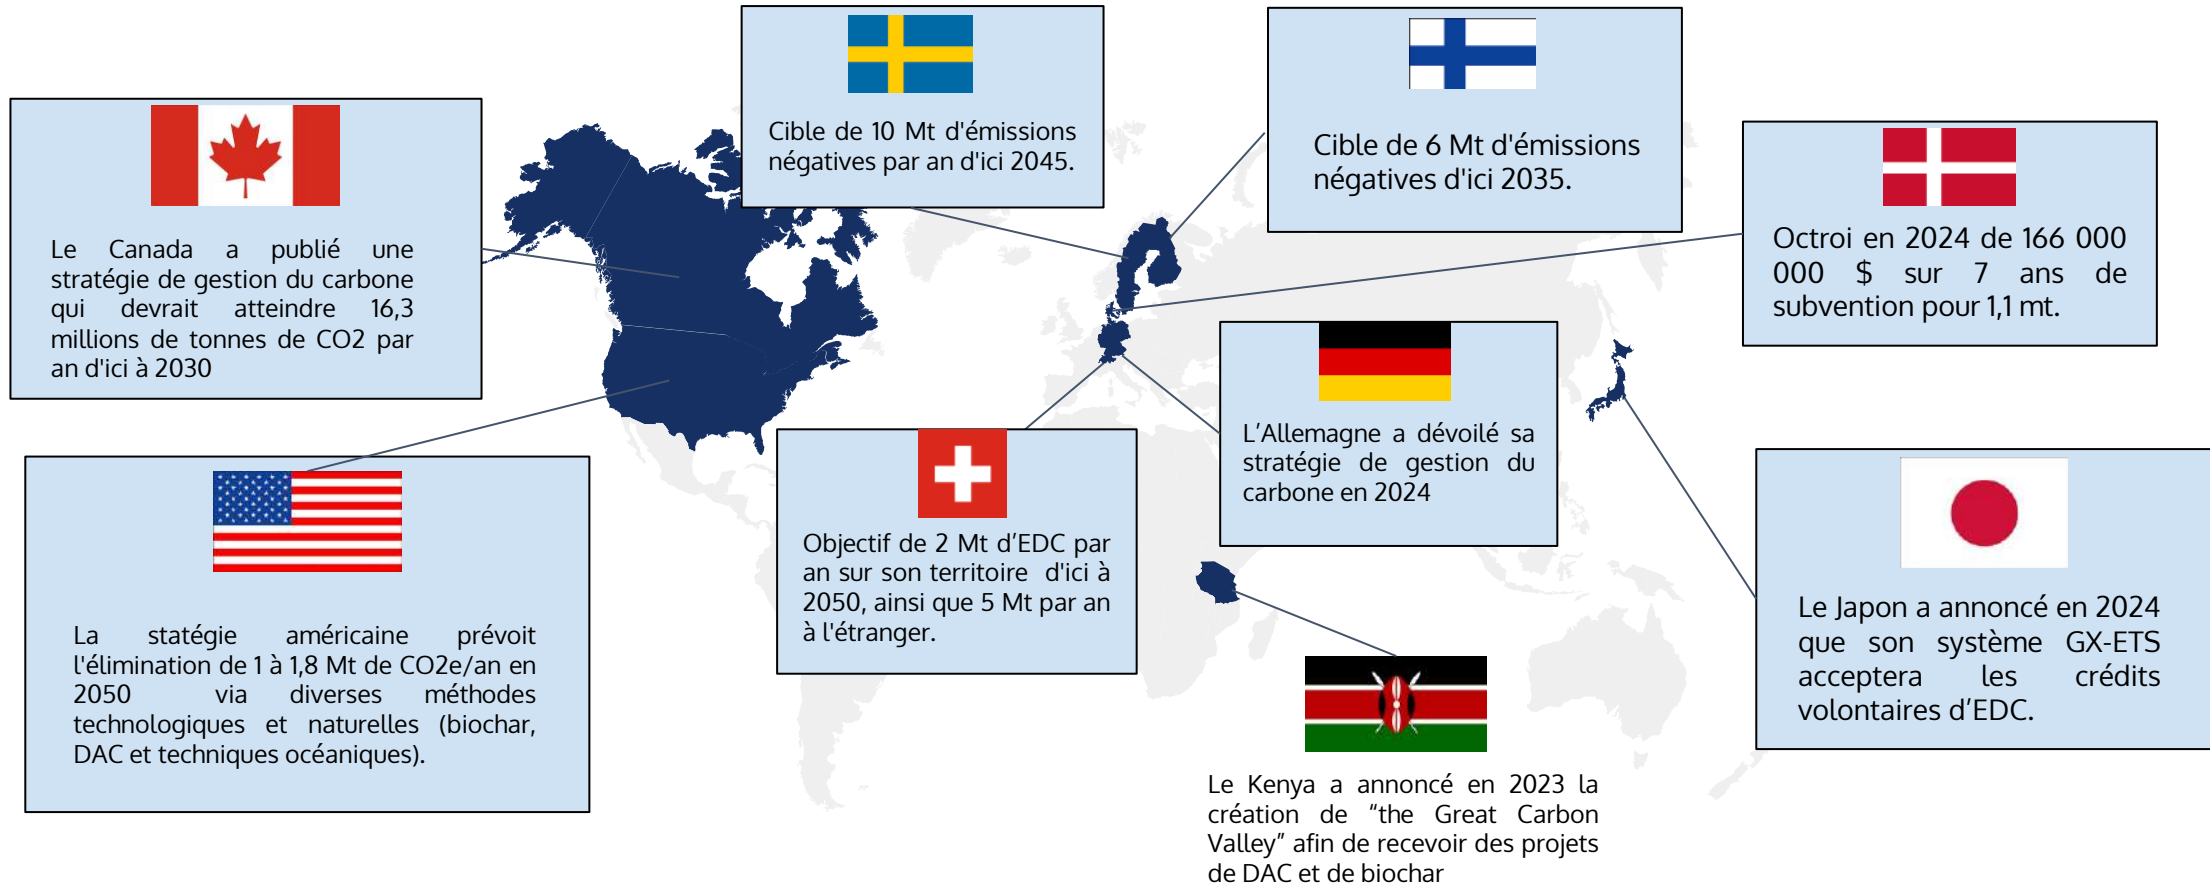 Cible de 10 Mt d'émissions
négatives par an d'ici 2045.
Cible de 6 Mt d'émissions
négatives d'ici 2035.
Le Canada a publié une
stratégie de gestion du carbone
qui devrait atteindre 16,3
millions de tonnes de CO2 par
an d'ici à 2030
Octroi en 2024 de 166 000
000 $ sur 7 ans de
subvention pour 1,1 mt.
L’Allemagne a dévoilé sa
stratégie de gestion du
carbone en 2024
Objectif de 2 Mt d’EDC par
an sur son territoire d'ici à
2050, ainsi que 5 Mt par an
à l'étranger.
La statégie américaine prévoit
l'élimination de 1 à 1,8 Mt de CO2e/an en
2050 via diverses méthodes
technologiques et naturelles (biochar,
DAC et techniques océaniques).
Le Japon a annoncé en 2024
que son système GX-ETS
acceptera les crédits
volontaires d’EDC.
Le Kenya a annoncé en 2023 la
création de “the Great Carbon
Valley” afin de recevoir des projets
de DAC et de biochar